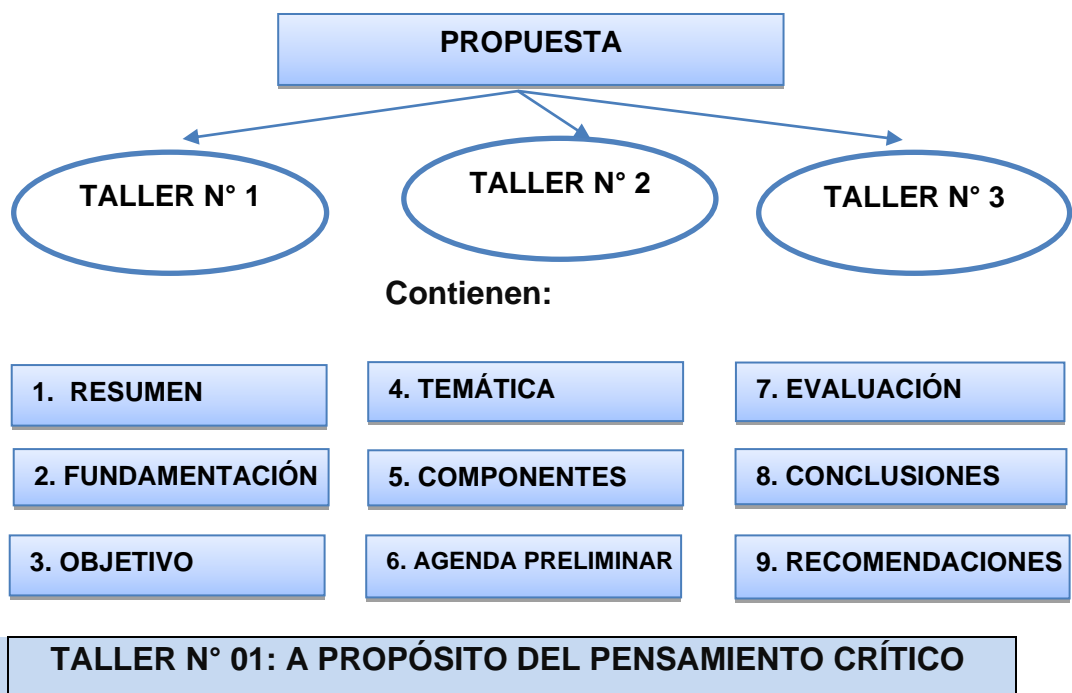 PROPUESTA
TALLER N° 1
TALLER N° 2
TALLER N° 3
Contienen:
1. RESUMEN
4. TEMÁTICA
7. EVALUACIÓN
2. FUNDAMENTACIÓN
5. COMPONENTES
8. CONCLUSIONES
3. OBJETIVO
6. AGENDA PRELIMINAR
9. RECOMENDACIONES
TALLER N° 01: A PROPÓSITO DEL PENSAMIENTO CRÍTICO